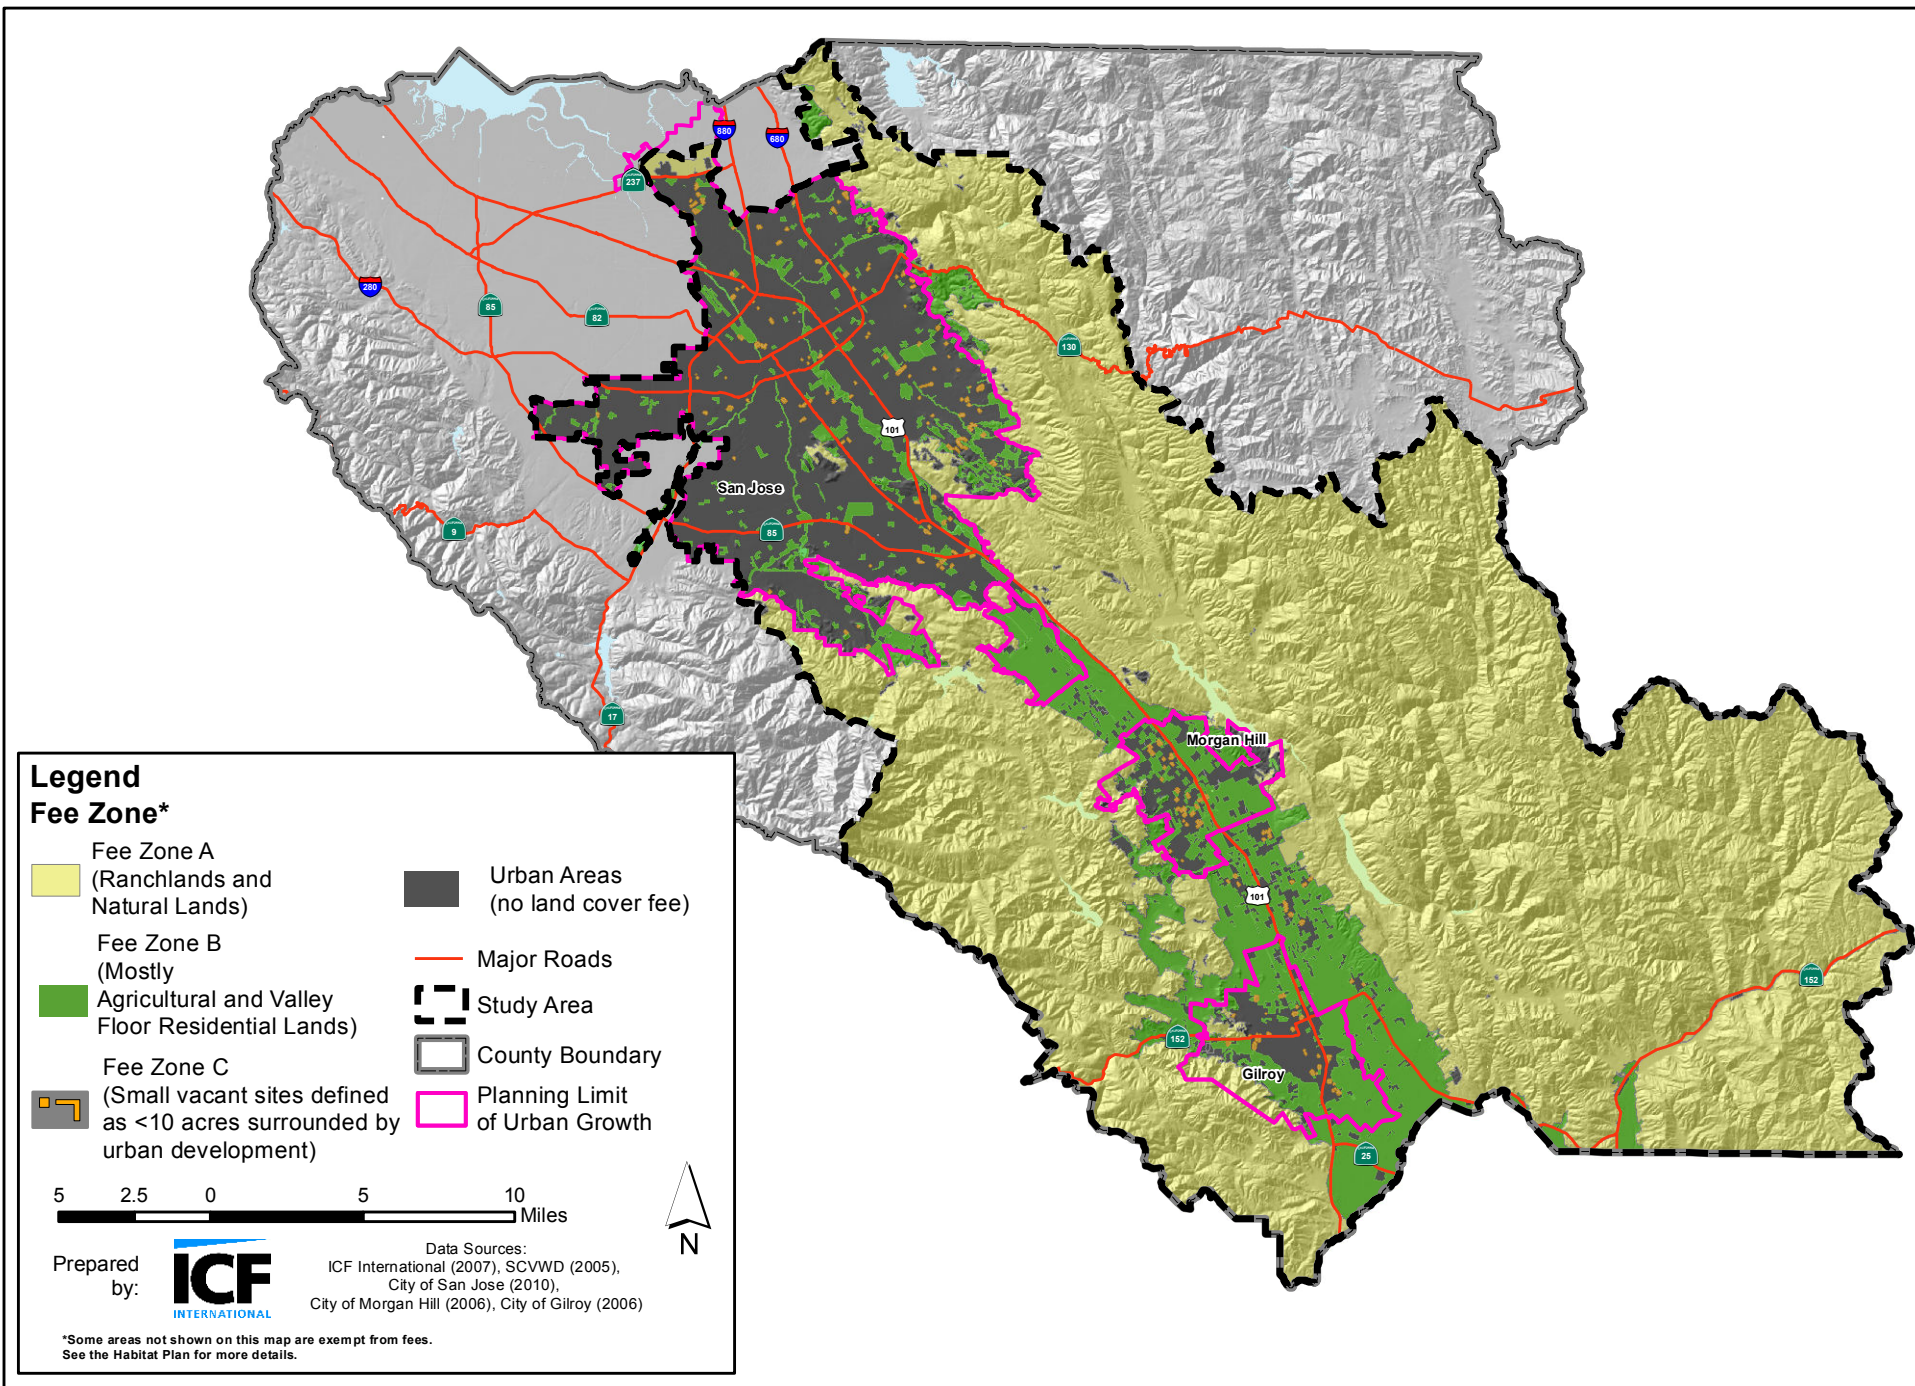 880
680
237
280
85
82
130
101
San Jose
85
9
17
Morgan Hill
101
152
152
Gilroy
25
Legend
Fee Zone*
Fee Zone A
(Ranchlands and
Natural Lands)
Fee Zone B
(Mostly
Agricultural and Valley
Floor Residential Lands)
Fee Zone C
(Small vacant sites defined
as <10 acres surrounded by
urban development)
Urban Areas
(no land cover fee)
Major Roads
Study Area
County Boundary
Planning Limit
of Urban Growth
5 2.5 0 5 10
Miles
N
Prepared
by:
ICF
INTERNATIONAL
Data Sources:
ICF International (2007), SCVWD (2005),
City of San Jose (2010),
City of Morgan Hill (2006), City of Gilroy (2006)
*Some areas not shown on this map are exempt from fees.
See the Habitat Plan for more details.